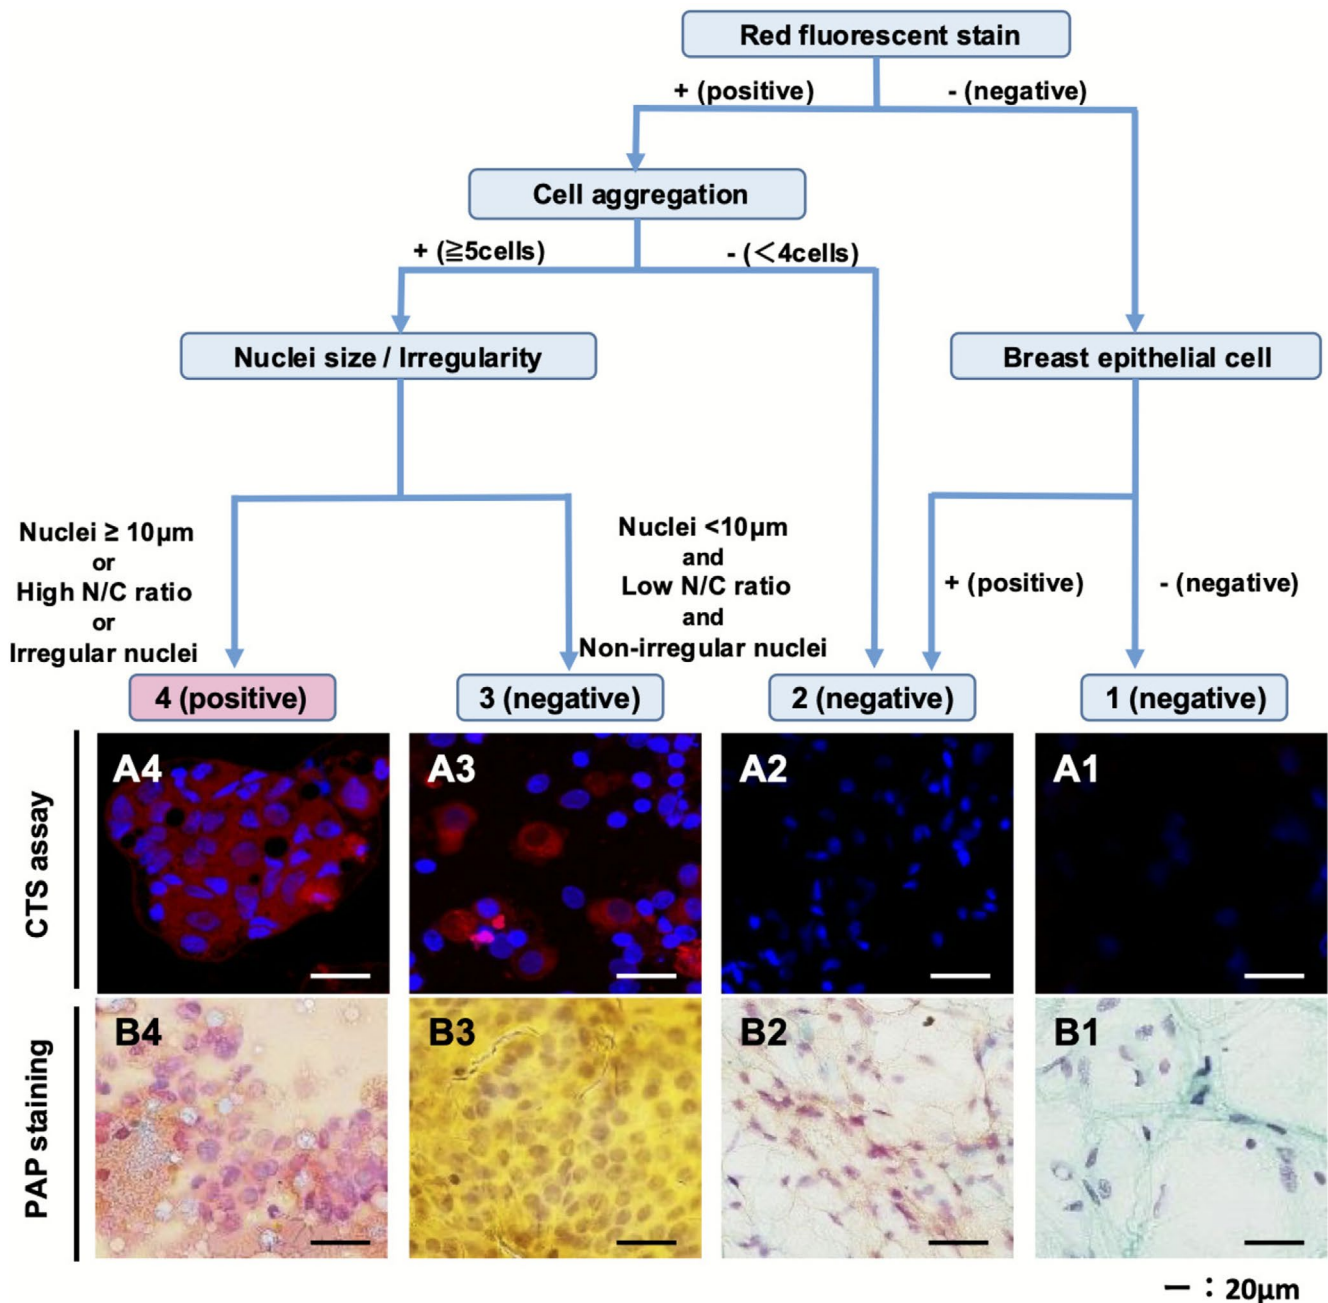 Red fluorescent stain
+ (positive)
- (negative)
Cell aggregation
+ (≧5cells)
- (<4cells)
Nuclei size / Irregularity
Breast epithelial cell
Nuclei ≥ 10μm
or
High N/C ratio
or
Irregular nuclei
Nuclei <10μm
and
Low N/C ratio
and
Non-irregular nuclei
+ (positive)
- (negative)
4 (positive)
3 (negative)
2 (negative)
1 (negative)
CTS assay
A4
A3
A2
A1
PAP staining
B4
B3
B2
B1
ー : 20μm